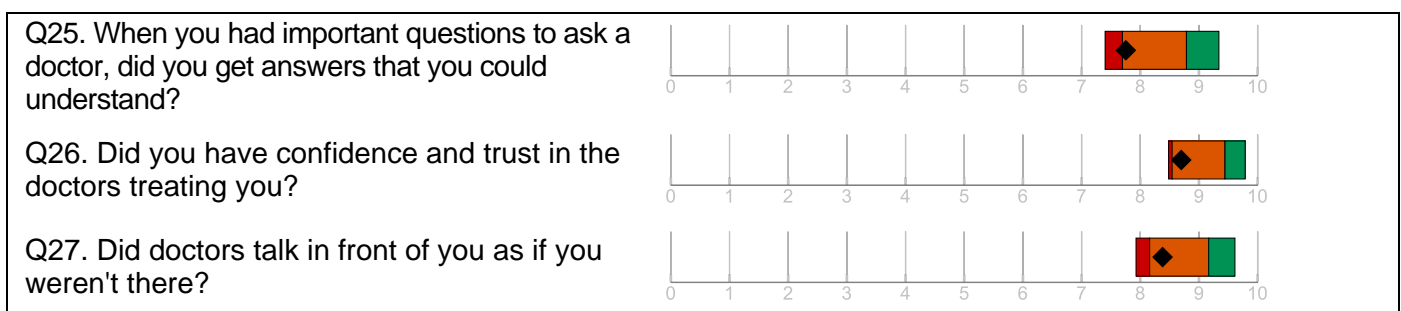 Q25. When you had important questions to ask a
doctor, did you get answers that you could
understand?
0 1 2 3 4 5 6 7 8 9 10
Q26. Did you have confidence and trust in the
doctors treating you?
0 1 2 3 4 5 6 7 8 9 10
Q27. Did doctors talk in front of you as if you
weren't there?
0 1 2 3 4 5 6 7 8 9 10